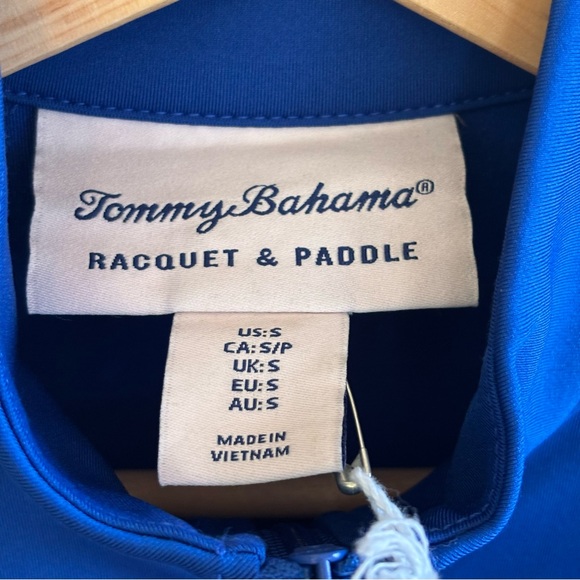 Tommy Bahama®
RACQUET & PADDLE
US:S
CA:S/P
UK:S
EU:S
AU:S
MADE IN
VIETNAM